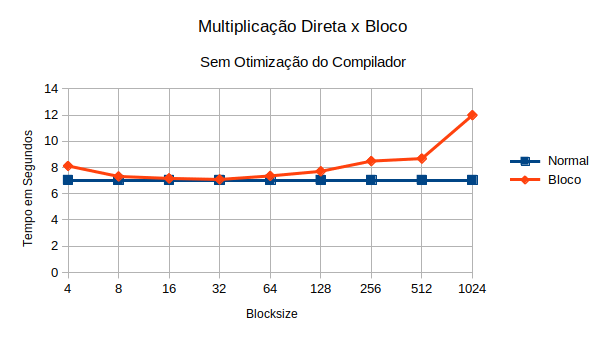 Multiplicação Direta x Bloco
Sem Otimização do Compilador
Tempo em Segundos
14
12
10
8
6
4
2
0
4 8 16 32 64 128 256 512 1024
Blocksize
Normal
Bloco